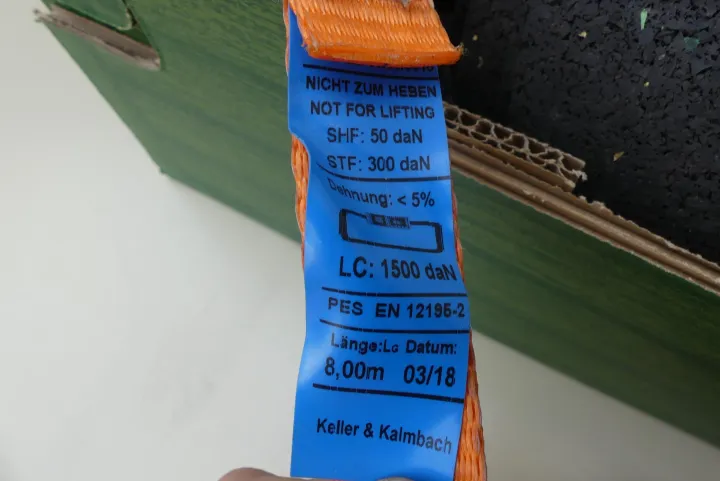 NICHT ZUM HEBEN
NOT FOR LIFTING
SHF: 50 daN
STF: 300 daN
Dehnung: < 5%
LC: 1500 daN
PES EN 12195-2
Länge:LG Datum:
8,00m 03/18
Keller & Kalmbach